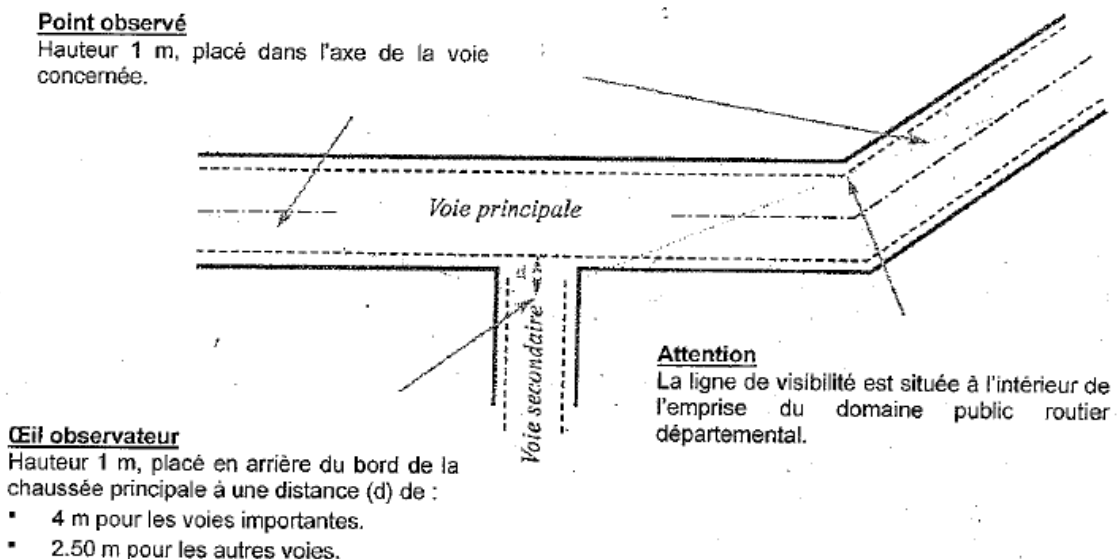 Point observé
Hauteur 1 m, placé dans l'axe de la voie
concernée.
Voie principale
Voie secondaire
Attention
La ligne de visibilité est située à l'intérieur de
l'emprise du domaine public routier
départemental.
Œil observateur
Hauteur 1 m, placé en arrière du bord de la
chaussée principale à une distance (d) de :
▪ 4 m pour les voies importantes.
▪ 2.50 m pour les autres voies.